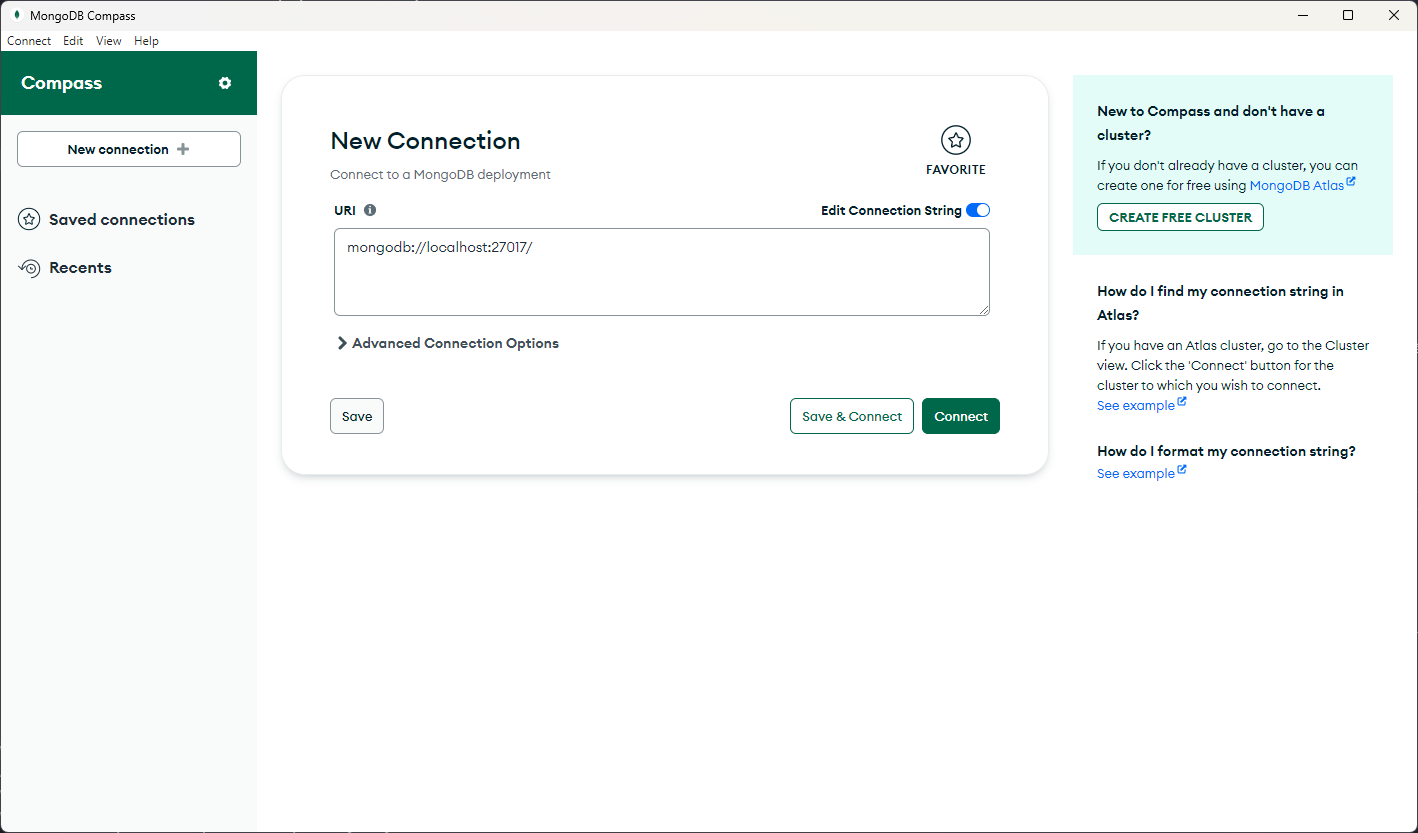 MongoDB Compass
Connect Edit View Help
Compass
New connection
Saved connections
Recents
New Connection
Connect to a MongoDB deployment
FAVORITE
URI
Edit Connection String
mongodb://localhost:27017/
Advanced Connection Options
Save
Save & Connect
Connect
New to Compass and don't have a
cluster?
If you don't already have a cluster, you can
create one for free using MongoDB Atlas
CREATE FREE CLUSTER
How do I find my connection string in
Atlas?
If you have an Atlas cluster, go to the Cluster
view. Click the 'Connect' button for the
cluster to which you wish to connect.
See example
How do I format my connection string?
See example